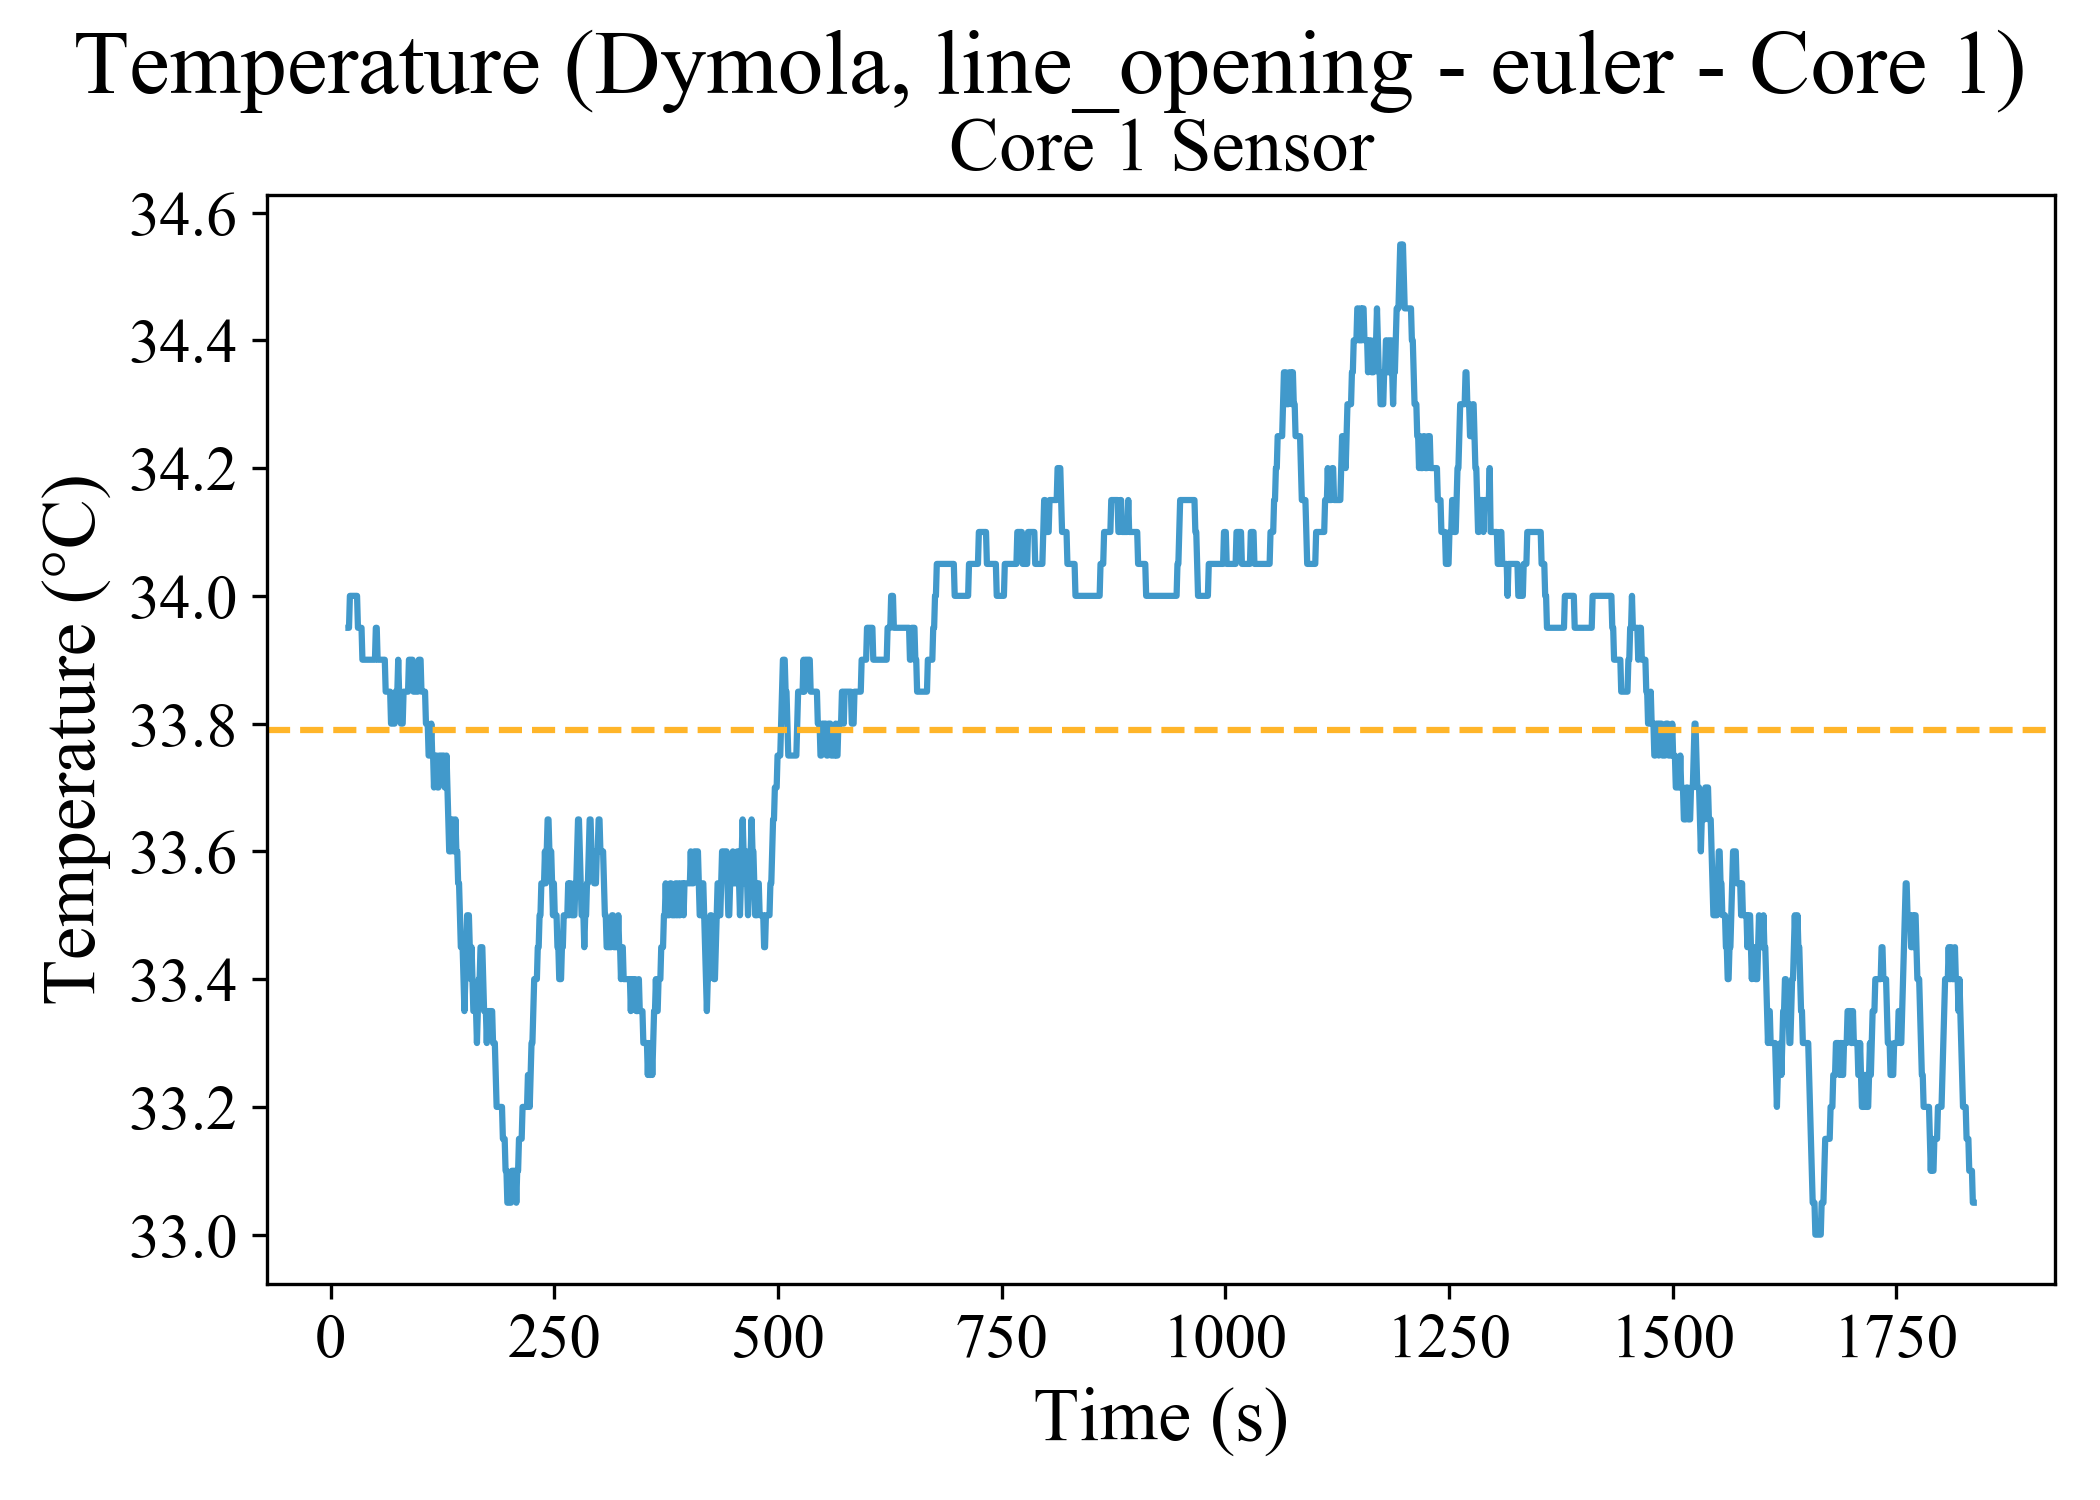 Temperature (Dymola, line_opening - euler - Core 1)
Core 1 Sensor
34.6
34.4
34.2
34.0
33.8
33.6
33.4
33.2
33.0
Temperature (°C)
0 250 500 750 1000 1250 1500 1750
Time (s)